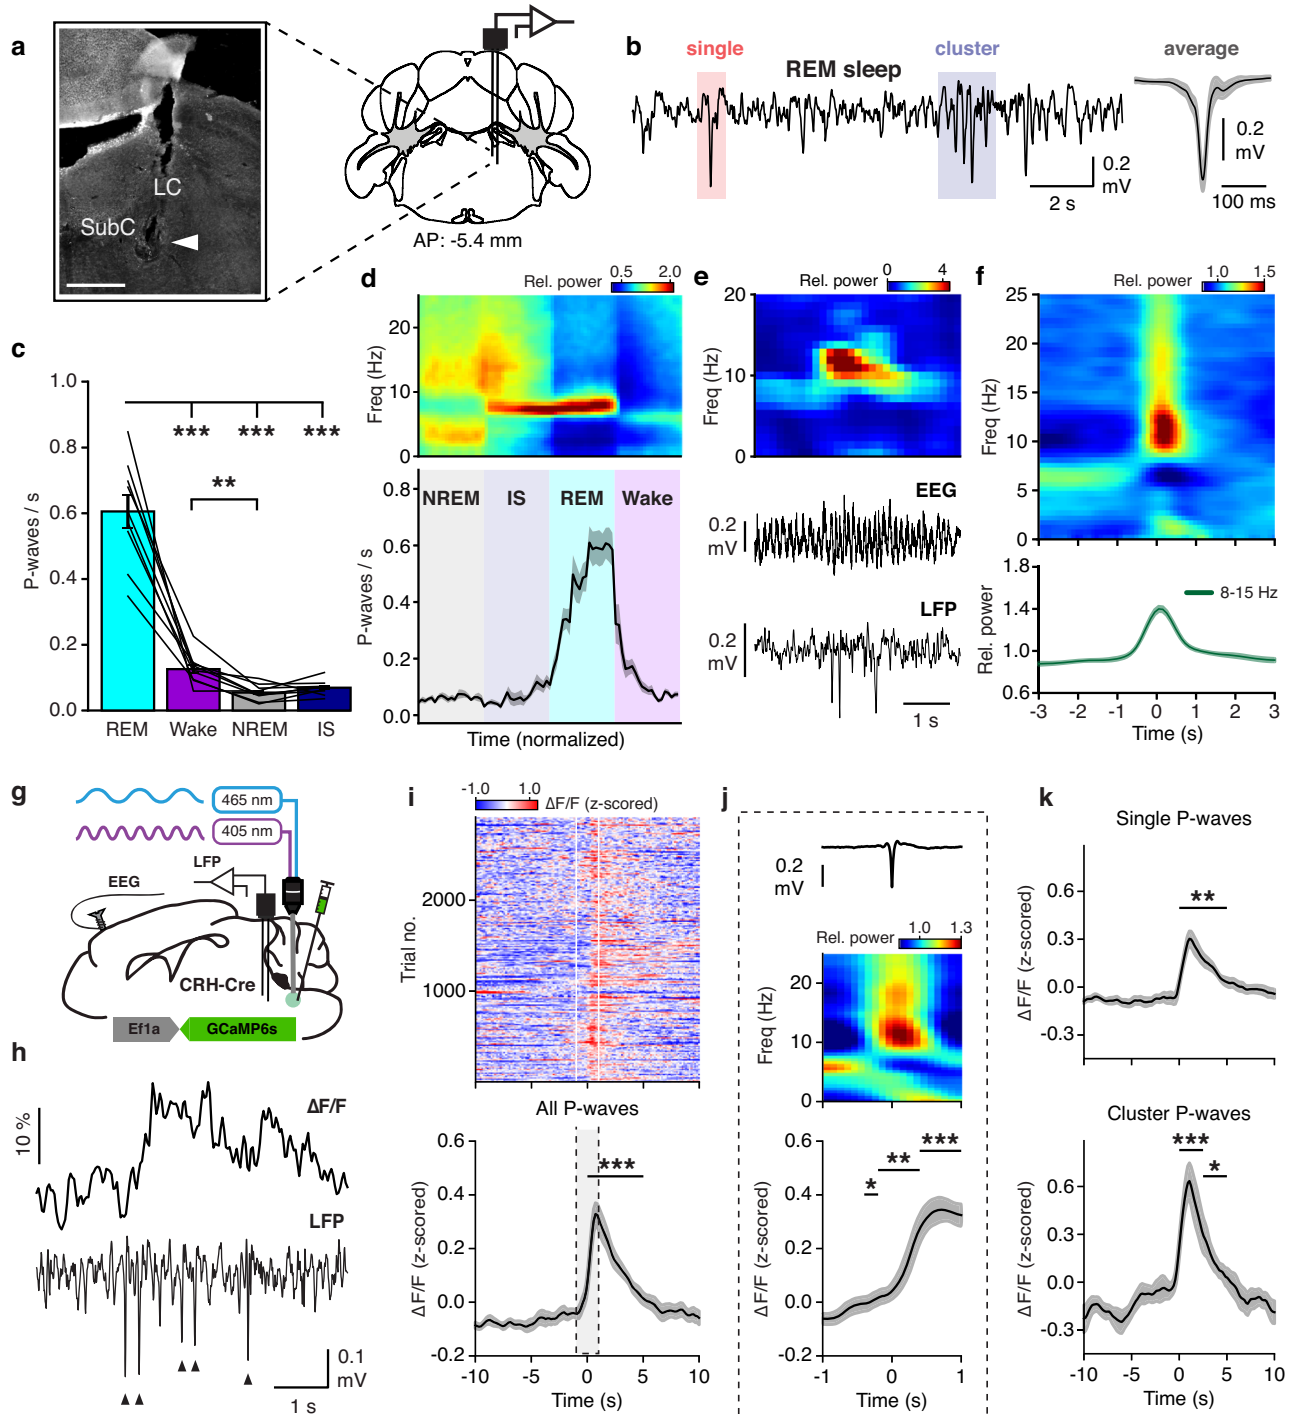 a
LC
SubC
AP: -5.4 mm
b
single
cluster
average
REM sleep
0.2
mV
2 s
0.2
mV
100 ms
c
1.0
0.8
0.6
0.4
0.2
0.0
P-waves / s
***
***
***
**
REM
Wake
NREM
IS
d
Rel. power
0.5
2.0
20
10
0
Freq (Hz)
NREM
IS
REM
Wake
0.8
0.6
0.4
0.2
0.0
P-waves / s
Time (normalized)
e
Rel. power
0
4
20
10
0
Freq (Hz)
EEG
0.2
mV
LFP
0.2
mV
1 s
f
Rel. power
1.0
1.5
25
20
15
10
5
0
Freq (Hz)
1.8
1.4
1.0
0.6
Rel. power
8-15 Hz
-3
-2
-1
0
1
2
3
Time (s)
g
465 nm
405 nm
LFP
EEG
CRH-Cre
Ef1a
GCaMP6s
h
ΔF/F
10 %
LFP
0.1
mV
1 s
i
-1.0
1.0
ΔF/F (z-scored)
2000
1000
Trial no.
All P-waves
***
0.6
0.4
0.2
0.0
-0.2
ΔF/F (z-scored)
-10
-5
0
5
10
Time (s)
j
0.2
mV
Rel. power
1.0
1.3
20
10
0
Freq (Hz)
***
**
*
0.6
0.4
0.2
0.0
-0.2
ΔF/F (z-scored)
-1
0
1
Time (s)
k
Single P-waves
**
0.6
0.3
0.0
-0.3
ΔF/F (z-scored)
Cluster P-waves
***
*
0.6
0.3
0.0
-0.3
ΔF/F (z-scored)
-10
-5
0
5
10
Time (s)